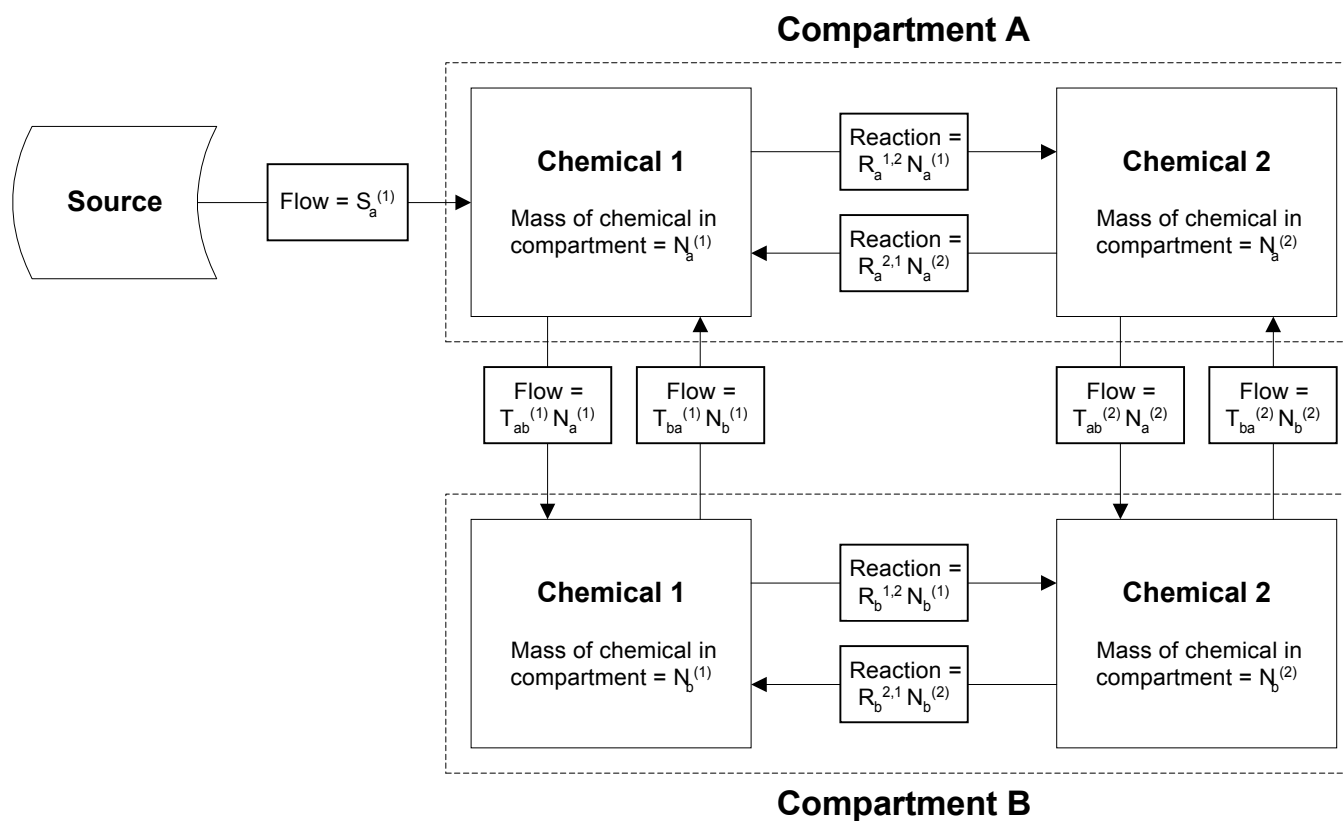 Compartment A
Source
Flow = S_a^(1)
Chemical 1
Mass of chemical in
compartment = N_a^(1)
Reaction =
R_a^1,2 N_a^(1)
Reaction =
R_a^2,1 N_a^(2)
Chemical 2
Mass of chemical in
compartment = N_a^(2)
Flow =
T_ab^(1) N_a^(1)
Flow =
T_ba^(1) N_b^(1)
Flow =
T_ab^(2) N_a^(2)
Flow =
T_ba^(2) N_b^(2)
Chemical 1
Mass of chemical in
compartment = N_b^(1)
Reaction =
R_b^1,2 N_b^(1)
Reaction =
R_b^2,1 N_b^(2)
Chemical 2
Mass of chemical in
compartment = N_b^(2)
Compartment B